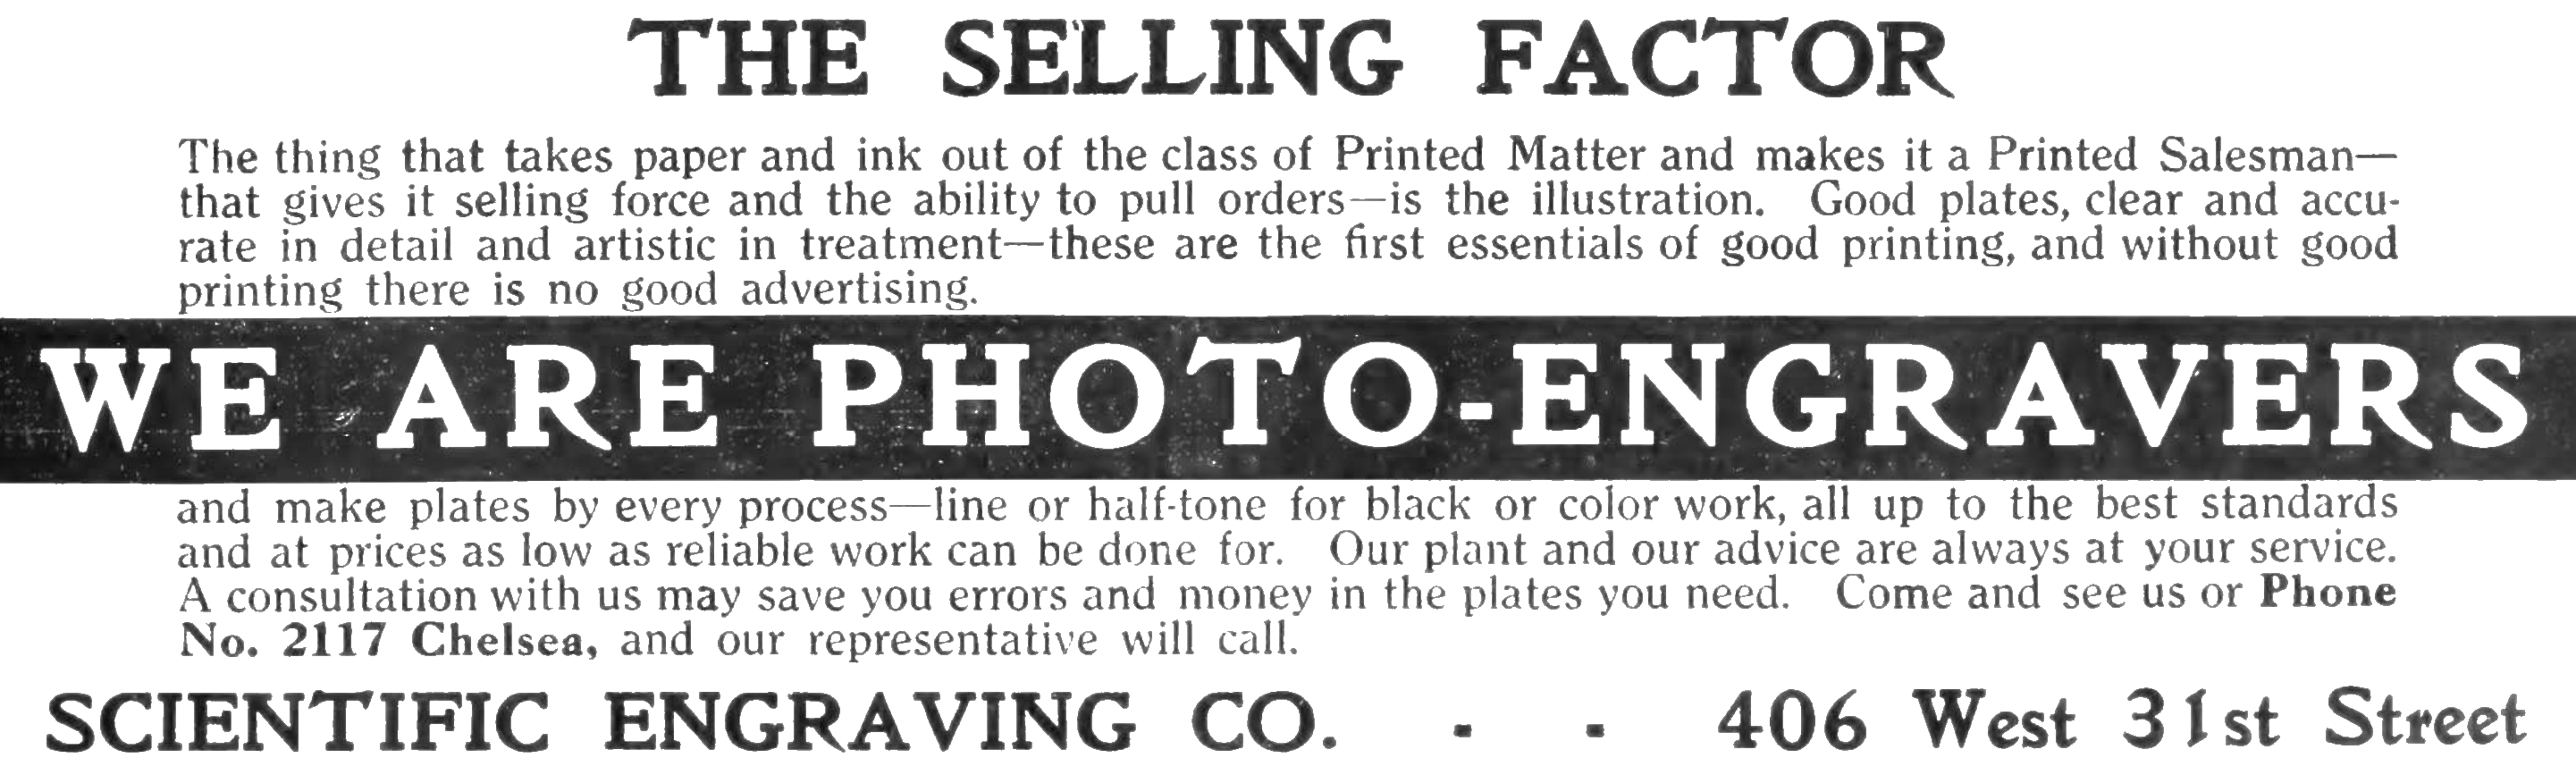 THE SELLING FACTOR
The thing that takes paper and ink out of the class of Printed Matter and makes it a Printed Salesman—
that gives it selling force and the ability to pull orders—is the illustration. Good plates, clear and accu-
rate in detail and artistic in treatment—these are the first essentials of good printing, and without good
printing there is no good advertising.
WE ARE PHOTO-ENGRAVERS
and make plates by every process—line or half-tone for black or color work, all up to the best standards
and at prices as low as reliable work can be done for. Our plant and our advice are always at your service.
A consultation with us may save you errors and money in the plates you need. Come and see us or Phone
No. 2117 Chelsea, and our representative will call.
SCIENTIFIC ENGRAVING CO. - - 406 West 31st Street